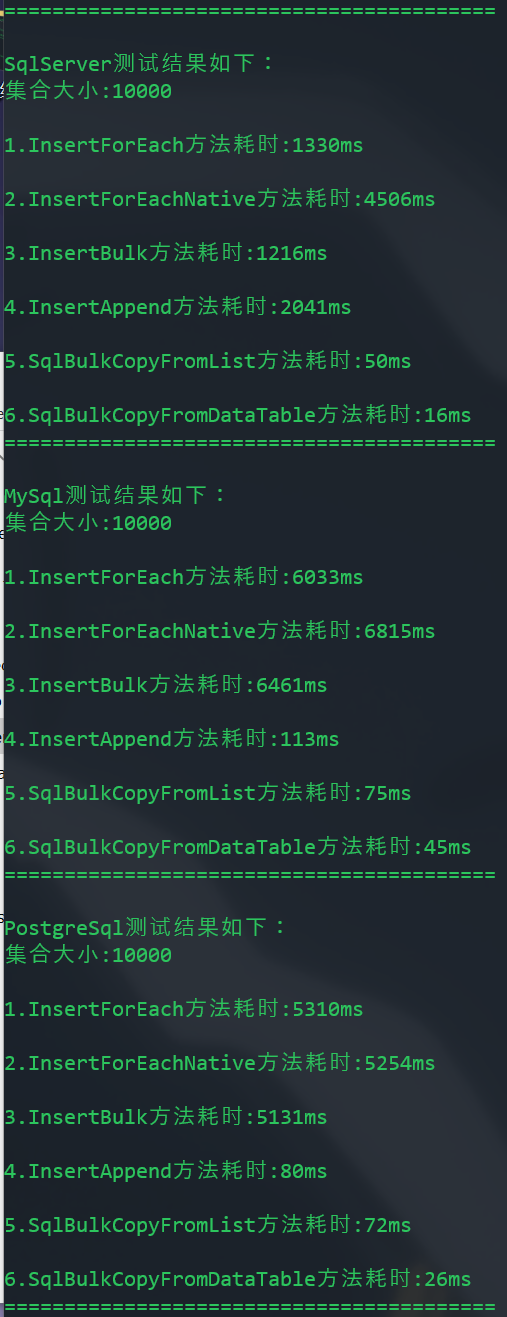 =========================================
SqlServer测试结果如下：
集合大小:10000
1.InsertForEach方法耗时:1330ms
2.InsertForEachNative方法耗时:4506ms
3.InsertBulk方法耗时:1216ms
4.InsertAppend方法耗时:2041ms
5.SqlBulkCopyFromList方法耗时:50ms
6.SqlBulkCopyFromDataTable方法耗时:16ms
=========================================
MySql测试结果如下：
集合大小:10000
1.InsertForEach方法耗时:6033ms
2.InsertForEachNative方法耗时:6815ms
3.InsertBulk方法耗时:6461ms
4.InsertAppend方法耗时:113ms
5.SqlBulkCopyFromList方法耗时:75ms
6.SqlBulkCopyFromDataTable方法耗时:45ms
=========================================
PostgreSql测试结果如下：
集合大小:10000
1.InsertForEach方法耗时:5310ms
2.InsertForEachNative方法耗时:5254ms
3.InsertBulk方法耗时:5131ms
4.InsertAppend方法耗时:80ms
5.SqlBulkCopyFromList方法耗时:72ms
6.SqlBulkCopyFromDataTable方法耗时:26ms
=========================================